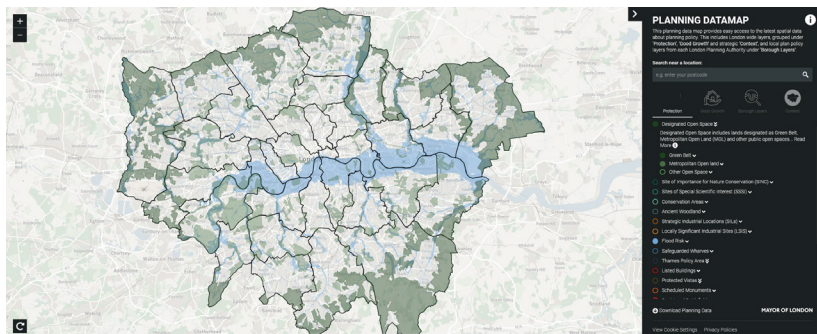 +
−
London
PLANNING DATAMAP
This planning data map provides easy access to the latest spatial data
about planning policy. This includes London wide layers, grouped under
'Protection', 'Good Growth' and strategic 'Context', and local plan policy
layers from each London Planning Authority under 'Borough Layers'.
Search near a location:
e.g. enter your postcode
Protection
Good Growth
Borough Layers
Context
Designated Open Space
Designated Open Space includes lands designated as Green Belt,
Metropolitan Open Land (MOL) and other public open spaces... Read
More
Green Belt
Metropolitan Open land
Other Open Space
Site of Importance for Nature Conservation (SINC)
Sites of Special Scientific Interest (SSSI)
Conservation Areas
Ancient Woodland
Strategic Industrial Locations (SILs)
Locally Significant Industrial Sites (LSIS)
Flood Risk
Safeguarded Wharves
Thames Policy Area
Listed Buildings
Protected Vistas
Scheduled Monuments
Download Planning Data
MAYOR OF LONDON
View Cookie Settings
Privacy Policies